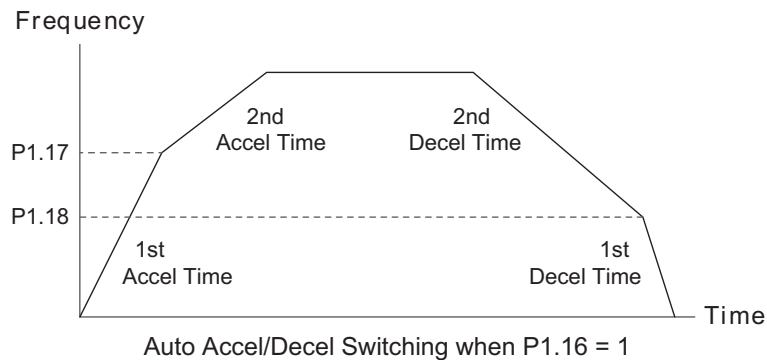 Frequency
2nd
Accel Time
2nd
Decel Time
P1.17
P1.18
1st
Accel Time
1st
Decel Time
Time
Auto Accel/Decel Switching when P1.16 = 1